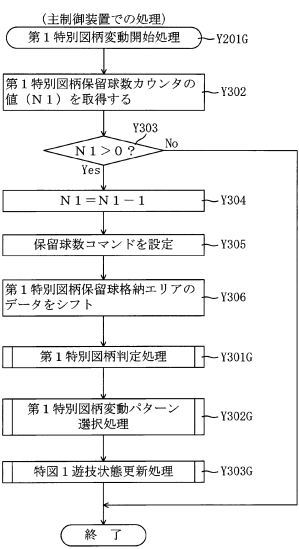 (主制御装置での処理)
第1特別図柄変動開始処理
Y201G
第1特別図柄保留球数カウンタの
値(N1)を取得する
Y302
Y303
N1>0?
No
Yes
N1=N1-1
Y304
保留球数コマンドを設定
Y305
第1特別図柄保留球格納エリアの
データをシフト
Y306
第1特別図柄判定処理
Y301G
第1特別図柄変動パターン
選択処理
Y302G
特図1遊技状態更新処理
Y303G
終 了